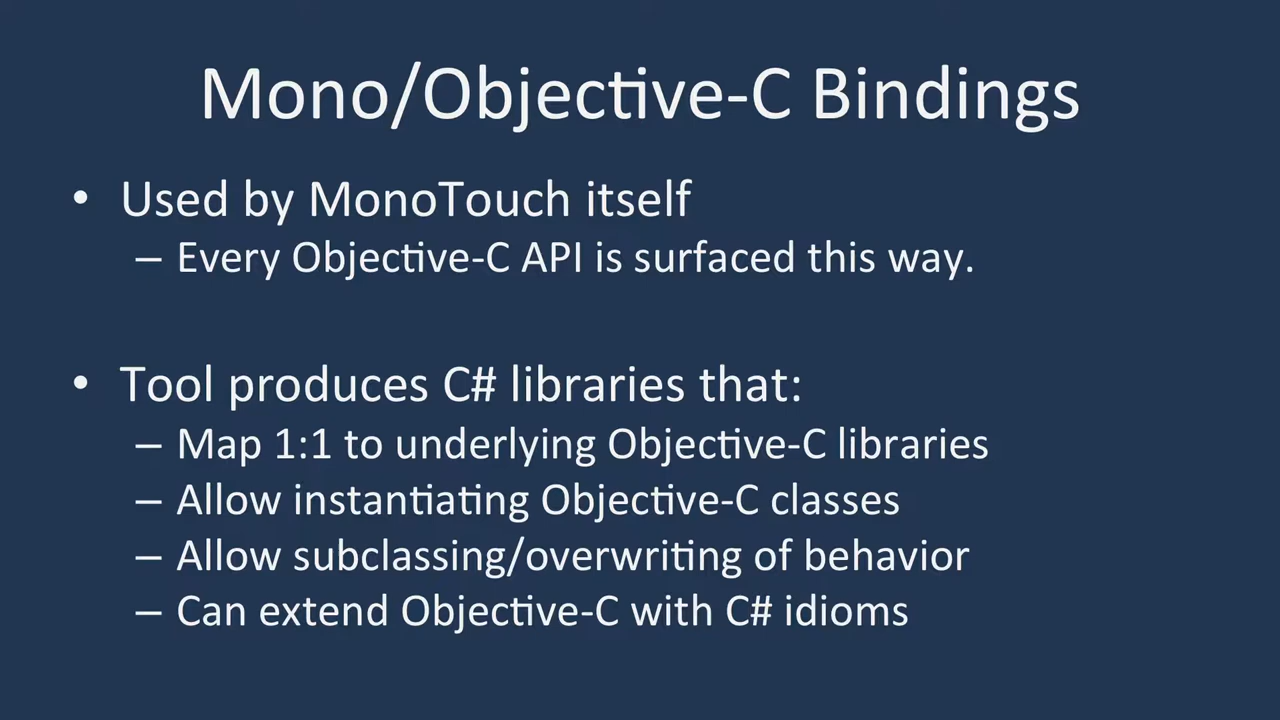 Mono/Objective-C Bindings
• Used by MonoTouch itself
– Every Objective-C API is surfaced this way.
• Tool produces C# libraries that:
– Map 1:1 to underlying Objective-C libraries
– Allow instantiating Objective-C classes
– Allow subclassing/overwriting of behavior
– Can extend Objective-C with C# idioms